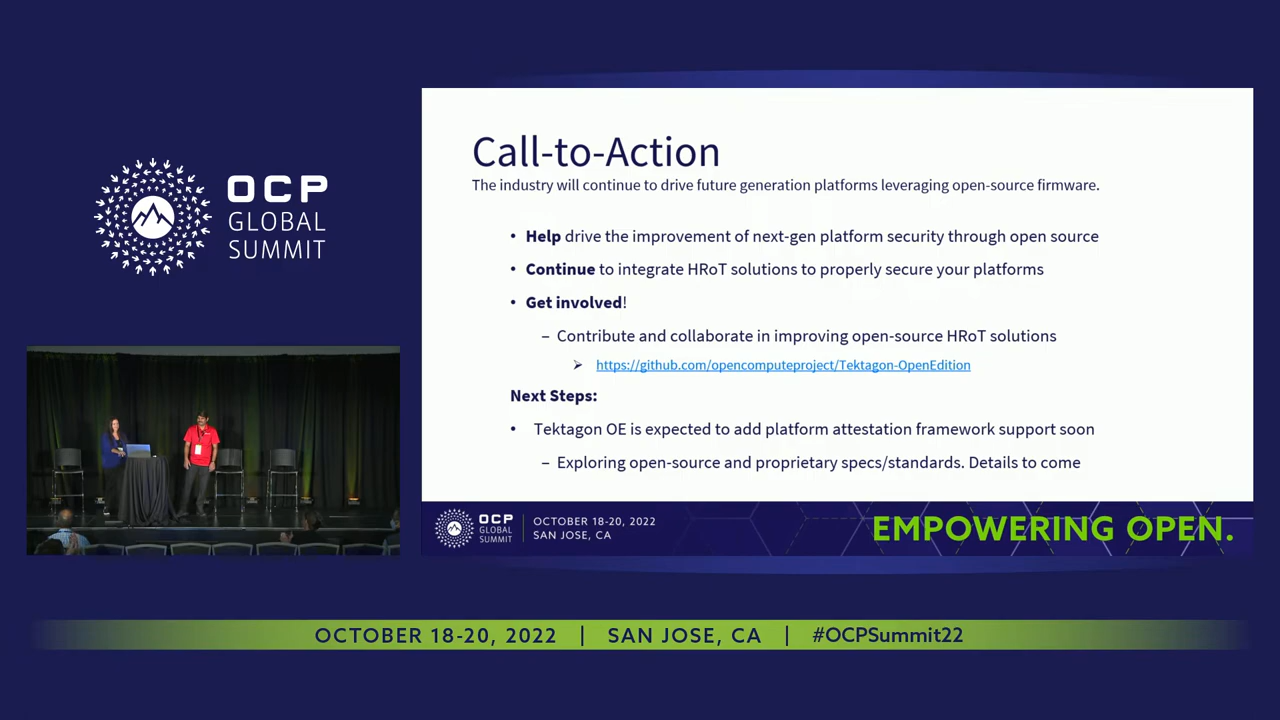 OCP
GLOBAL
SUMMIT
Call-to-Action
The industry will continue to drive future generation platforms leveraging open-source firmware.
• Help drive the improvement of next-gen platform security through open source
• Continue to integrate HRoT solutions to properly secure your platforms
• Get involved!
– Contribute and collaborate in improving open-source HRoT solutions
➢ https://github.com/opencomputeproject/Tektagon-OpenEdition
Next Steps:
• Tektagon OE is expected to add platform attestation framework support soon
– Exploring open-source and proprietary specs/standards. Details to come
OCP
GLOBAL
SUMMIT
OCTOBER 18-20, 2022
SAN JOSE, CA
EMPOWERING OPEN.
OCTOBER 18-20, 2022 | SAN JOSE, CA | #OCPSummit22